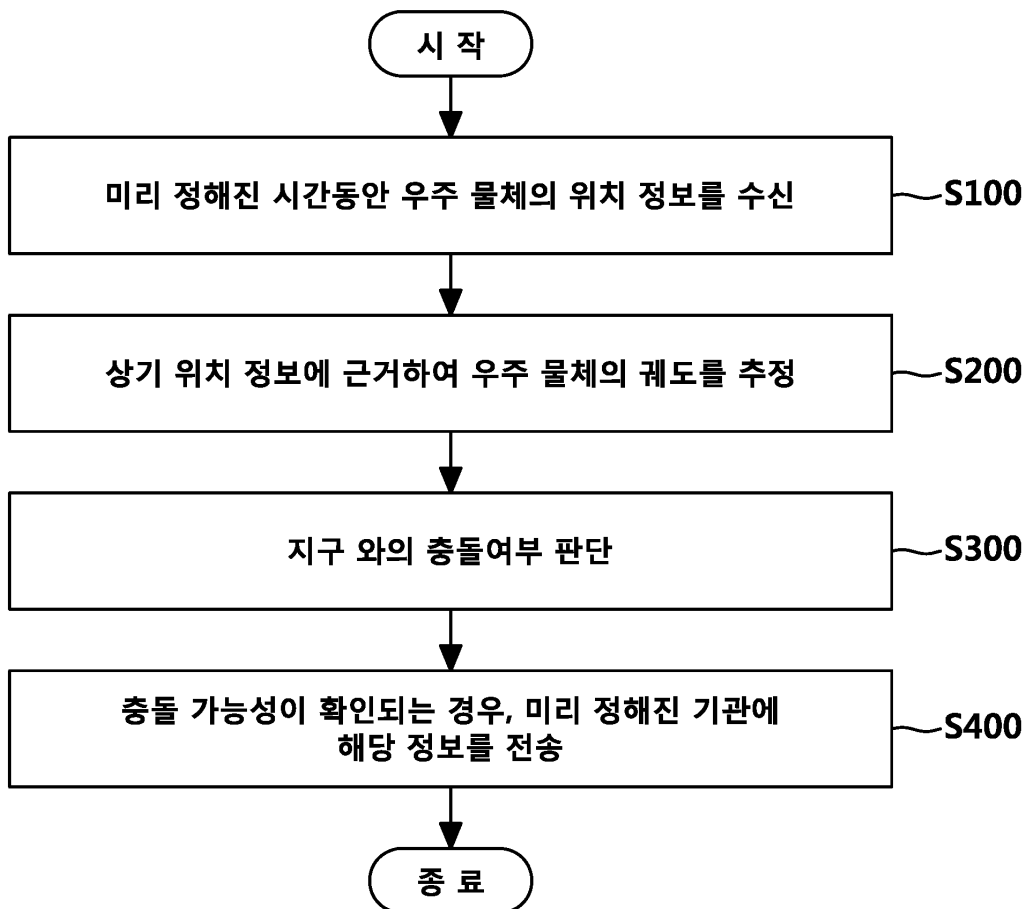 시 작
미리 정해진 시간동안 우주 물체의 위치 정보를 수신
S100
상기 위치 정보에 근거하여 우주 물체의 궤도를 추정
S200
지구 와의 충돌여부 판단
S300
충돌 가능성이 확인되는 경우, 미리 정해진 기관에
해당 정보를 전송
S400
종 료